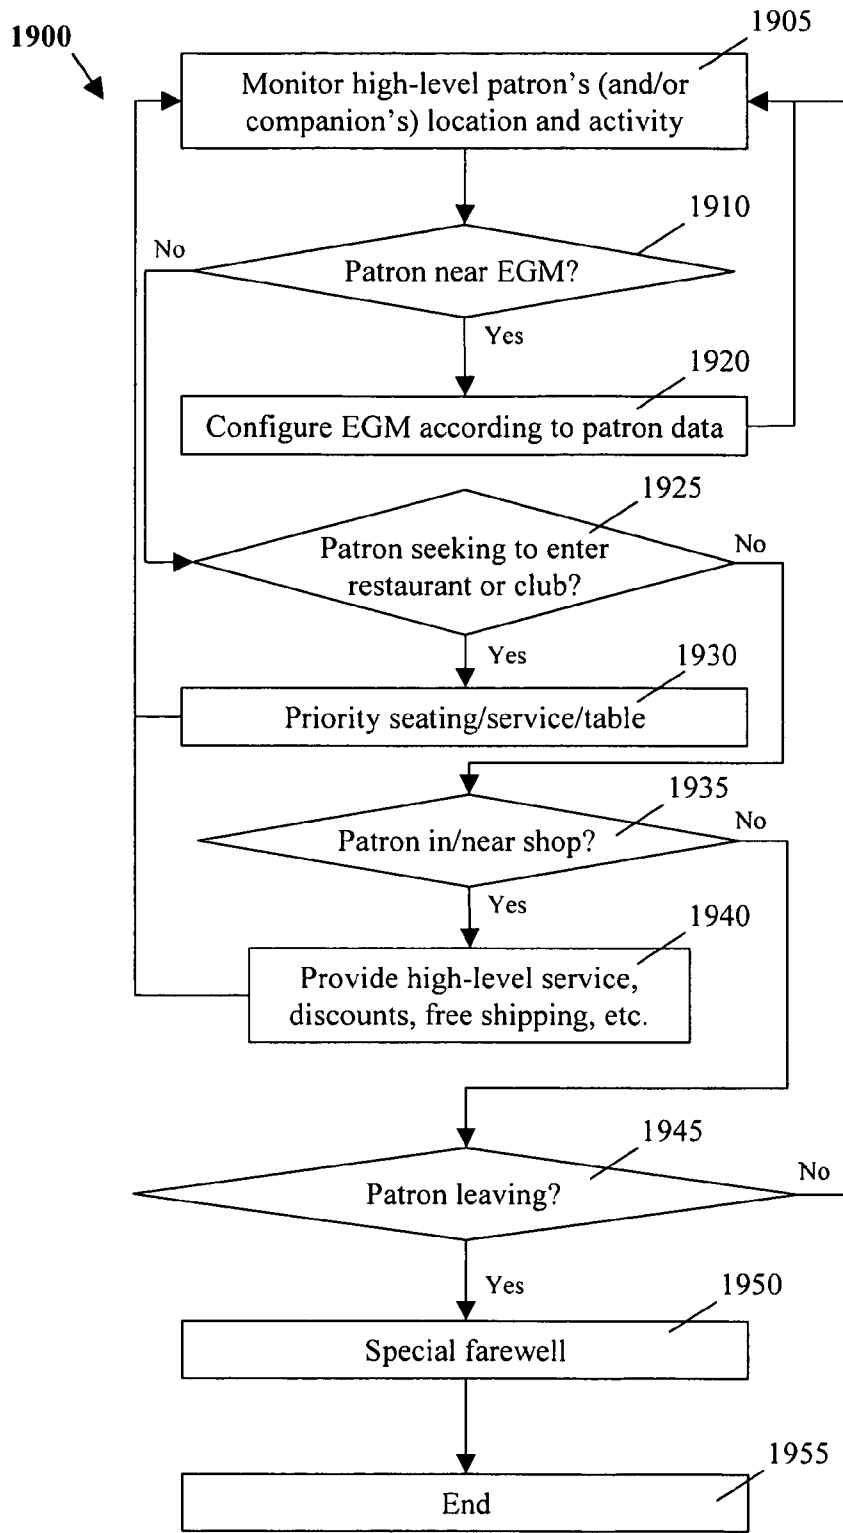 1900
1905
Monitor high-level patron's (and/or
companion's) location and activity
1910
No
Patron near EGM?
Yes
1920
Configure EGM according to patron data
1925
Patron seeking to enter
restaurant or club?
No
Yes
1930
Priority seating/service/table
1935
Patron in/near shop?
No
Yes
1940
Provide high-level service,
discounts, free shipping, etc.
1945
Patron leaving?
No
Yes
1950
Special farewell
1955
End